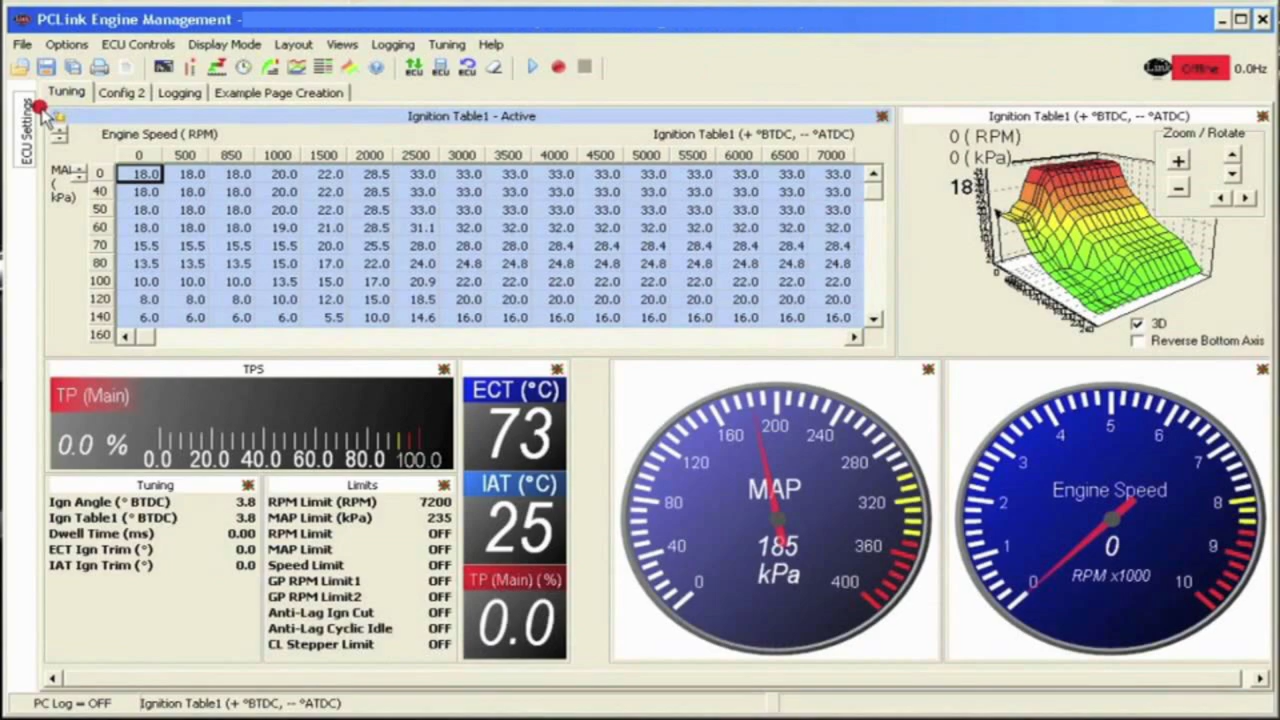 PCLink Engine Management -
File Options ECU Controls Display Mode Layout Views Logging Tuning Help
ECU ECU ECU Link Offline 0.0Hz
Tuning Config 2 Logging Example Page Creation
ECU Settings
Ignition Table1 - Active
Engine Speed ( RPM) Ignition Table1 (+ °BTDC, -- °ATDC)
0 500 850 1000 1500 2000 2500 3000 3500 4000 4500 5000 5500 6000 6500 7000
( kPa)
0 18.0 18.0 18.0 20.0 22.0 28.5 33.0 33.0 33.0 33.0 33.0 33.0 33.0 33.0 33.0 33.0
40 18.0 18.0 18.0 20.0 22.0 28.5 33.0 33.0 33.0 33.0 33.0 33.0 33.0 33.0 33.0 33.0
50 18.0 18.0 18.0 20.0 22.0 28.5 33.0 33.0 33.0 33.0 33.0 33.0 33.0 33.0 33.0 33.0
60 18.0 18.0 18.0 19.0 21.0 28.5 31.1 32.0 32.0 32.0 32.0 32.0 32.0 32.0 32.0 32.0
70 15.5 15.5 15.5 15.5 20.0 25.5 28.0 28.0 28.0 28.4 28.4 28.4 28.4 28.4 28.4 28.4
80 13.5 13.5 13.5 15.0 17.0 22.0 24.0 24.8 24.8 24.8 24.8 24.8 24.8 24.8 24.8 24.8
100 10.0 10.0 10.0 13.5 15.0 17.0 20.9 22.0 22.0 22.0 22.0 22.0 22.0 22.0 22.0 22.0
120 8.0 8.0 8.0 10.0 12.0 15.0 18.5 20.0 20.0 20.0 20.0 20.0 20.0 20.0 20.0 20.0
140 6.0 6.0 6.0 6.0 5.5 10.0 14.6 16.0 16.0 16.0 16.0 16.0 16.0 16.0 16.0 16.0
160
Ignition Table1 (+ °BTDC, -- °ATDC)
0 ( RPM)
0 ( kPa)
18
Zoom / Rotate
3D
Reverse Bottom Axis
TPS
TP (Main)
0.0 %
0.0 20.0 40.0 60.0 80.0 100.0
Tuning
Ign Angle (° BTDC) 3.8
Ign Table1 (° BTDC) 3.8
Dwell Time (ms) 0.00
ECT Ign Trim (°) 0.0
IAT Ign Trim (°) 0.0
Limits
RPM Limit (RPM) 7200
MAP Limit (kPa) 235
RPM Limit OFF
MAP Limit OFF
Speed Limit OFF
GP RPM Limit1 OFF
GP RPM Limit2 OFF
Anti-Lag Ign Cut OFF
Anti-Lag Cyclic Idle OFF
CL Stepper Limit OFF
ECT (°C)
73
IAT (°C)
25
TP (Main) (%)
0.0
0 40 80 120 160 200 240 280 320 360 400
MAP
185
kPa
0 1 2 3 4 5 6 7 8 9 10
Engine Speed
0
RPM x1000
PC Log = OFF Ignition Table1 (+ °BTDC, -- °ATDC)